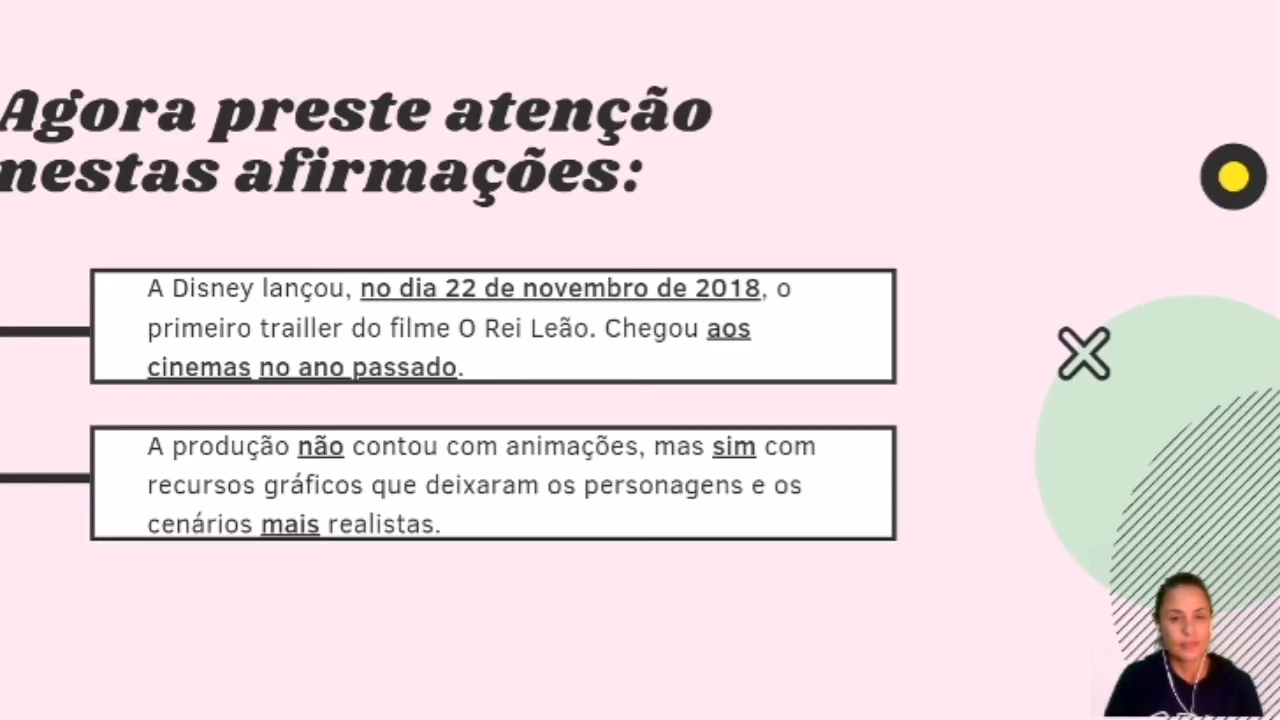 Agora preste atenção
nestas afirmações:
A Disney lançou, no dia 22 de novembro de 2018, o
primeiro trailler do filme O Rei Leão. Chegou aos
cinemas no ano passado.
A produção não contou com animações, mas sim com
recursos gráficos que deixaram os personagens e os
cenários mais realistas.